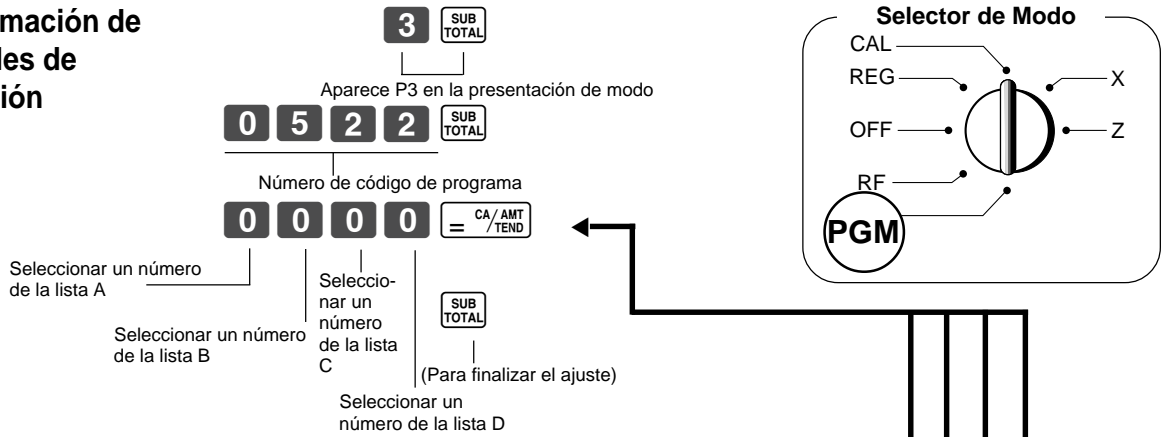 mación de
les de
ión
3 SUB TOTAL
Aparece P3 en la presentación de modo
0 5 2 2 SUB TOTAL
Número de código de programa
0 0 0 0 = CA/AMT /TEND
Seleccionar un número
de la lista A
Seleccionar un número
de la lista B
Seleccio-
nar un
número
de la lista
C
SUB TOTAL
(Para finalizar el ajuste)
Seleccionar un
número de la lista D
Selector de Modo
CAL
REG
OFF
RF
PGM
X
Z